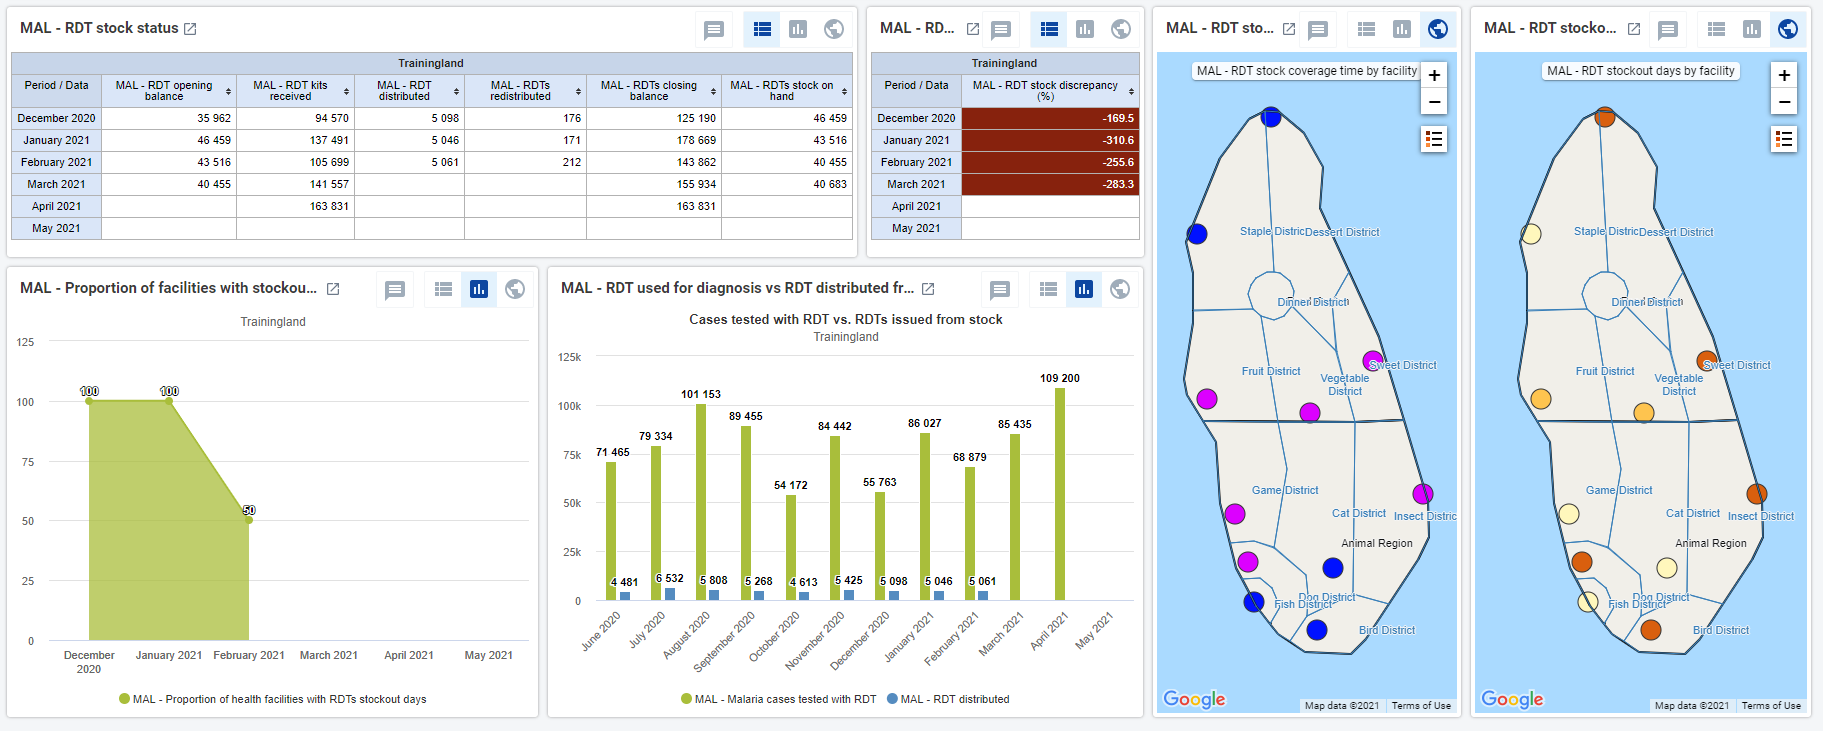 MAL - RDT stock status
Trainingland
Period / Data
MAL - RDT opening balance
MAL - RDT kits received
MAL - RDT distributed
MAL - RDTs redistributed
MAL - RDTs closing balance
MAL - RDTs stock on hand
December 2020 35 962 94 570 5 098 176 125 190 46 459
January 2021 46 459 137 491 5 046 171 178 669 43 516
February 2021 43 516 105 699 5 061 212 143 862 40 455
March 2021 40 455 141 557 155 934 40 683
April 2021 163 831 163 831
May 2021
MAL - RD...
Trainingland
Period / Data
MAL - RDT stock discrepancy (%)
December 2020 -169.5
January 2021 -310.6
February 2021 -255.6
March 2021 -283.3
April 2021
May 2021
MAL - Proportion of facilities with stockou...
Trainingland
125
100
75
50
25
0
100
100
50
December 2020
January 2021
February 2021
March 2021
April 2021
May 2021
MAL - Proportion of health facilities with RDTs stockout days
MAL - RDT used for diagnosis vs RDT distributed fr...
Cases tested with RDT vs. RDTs issued from stock
Trainingland
125k
100k
75k
50k
25k
0
71 465
79 334
101 153
89 455
54 172
84 442
55 763
86 027
68 879
85 435
109 200
4 481
6 532
5 808
5 268
4 613
5 425
5 098
5 046
5 061
June 2020
July 2020
August 2020
September 2020
October 2020
November 2020
December 2020
January 2021
February 2021
March 2021
April 2021
May 2021
MAL - Malaria cases tested with RDT
MAL - RDT distributed
MAL - RDT sto...
MAL - RDT stock coverage time by facility
+
−
Staple Distric
Dessert District
Dinner District
Fruit District
Vegetable District
Sweet District
Game District
Cat District
Insect Distric
Animal Region
Dog District
Fish District
Bird District
Google
Map data ©2021
Terms of Use
MAL - RDT stocko...
MAL - RDT stockout days by facility
+
−
Staple Distric
Dessert District
Dinner District
Fruit District
Vegetable District
Sweet District
Game District
Cat District
Insect District
Animal Region
Dog District
Fish District
Bird District
Google
Map data ©2021
Terms of Use